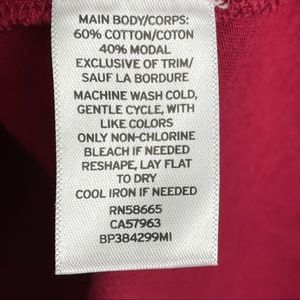 MAIN BODY/CORPS:
60% COTTON/COTON
40% MODAL
EXCLUSIVE OF TRIM/
SAUF LA BORDURE
MACHINE WASH COLD,
GENTLE CYCLE, WITH
LIKE COLORS
ONLY NON-CHLORINE
BLEACH IF NEEDED
RESHAPE, LAY FLAT
TO DRY
COOL IRON IF NEEDED
RN58665
CA57963
BP384299MI